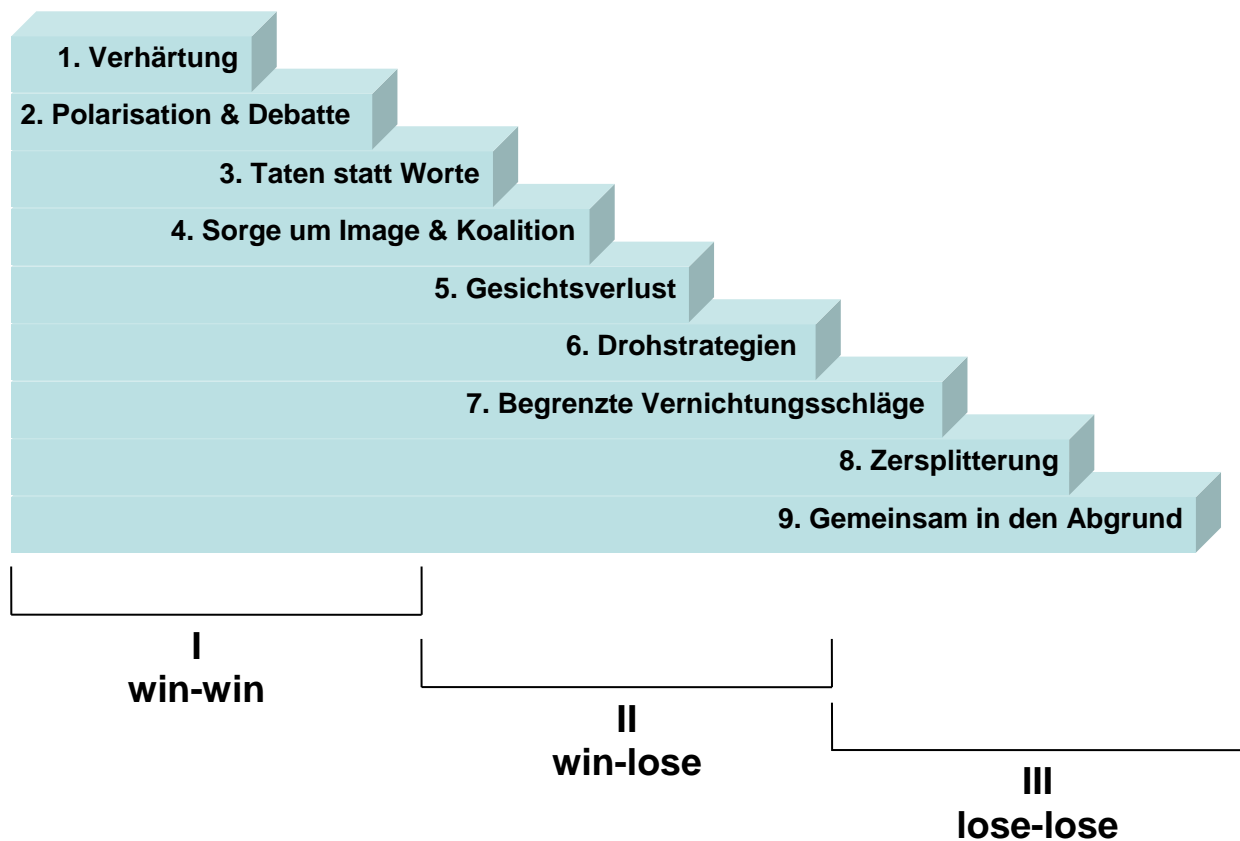 1. Verhärtung
2. Polarisation & Debatte
3. Taten statt Worte
4. Sorge um Image & Koalition
5. Gesichtsverlust
6. Drohstrategien
7. Begrenzte Vernichtungsschläge
8. Zersplitterung
9. Gemeinsam in den Abgrund
I
win-win
II
win-lose
III
lose-lose